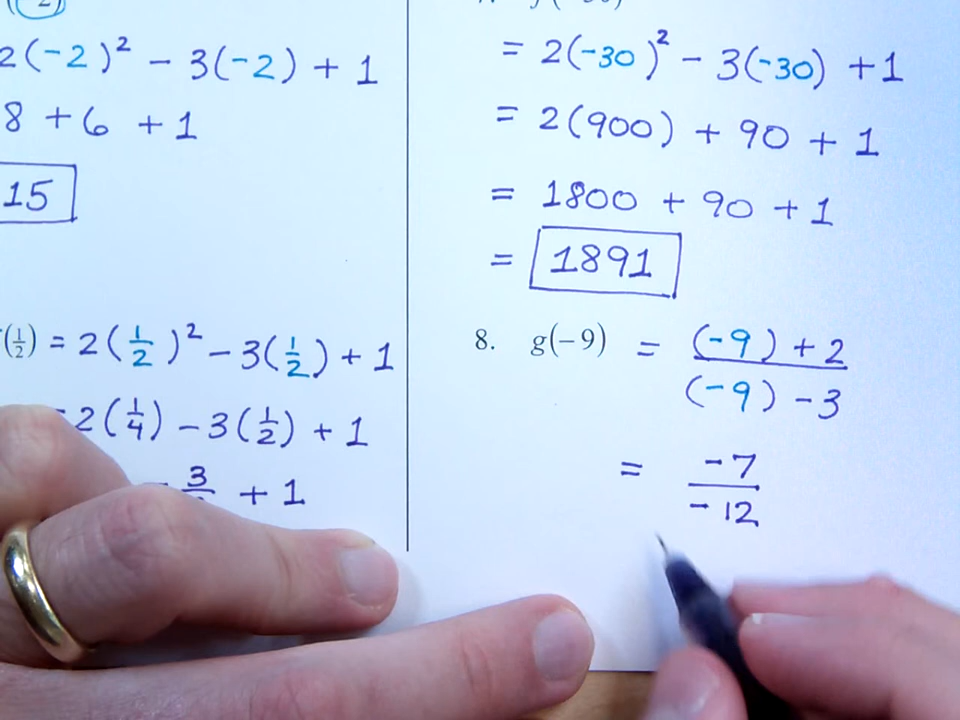 2(-2)² - 3(-2) + 1
8 + 6 + 1
15
(1/2) = 2(1/2)² - 3(1/2) + 1
= 2(1/4) - 3(1/2) + 1
- 3/ + 1
= 2(-30)² - 3(-30) + 1
= 2(900) + 90 + 1
= 1800 + 90 + 1
= 1891
8. g(-9) = (-9) + 2 / (-9) - 3
= -7 / -12